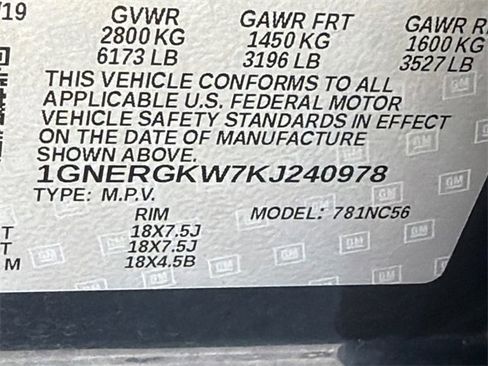 /19 GVWR GAWR FRT GAWR R
2800 KG 1450 KG 1600 KG
6173 LB 3196 LB 3527 LB
THIS VEHICLE CONFORMS TO ALL
APPLICABLE U.S. FEDERAL MOTOR
VEHICLE SAFETY STANDARDS IN EFFECT
ON THE DATE OF MANUFACTURE
SHOWN ABOVE.
1GNERGKW7KJ240978
TYPE: M.P.V.
RIM MODEL: 781NC56
T 18X7.5J
T 18X7.5J
M 18X4.5B
GM